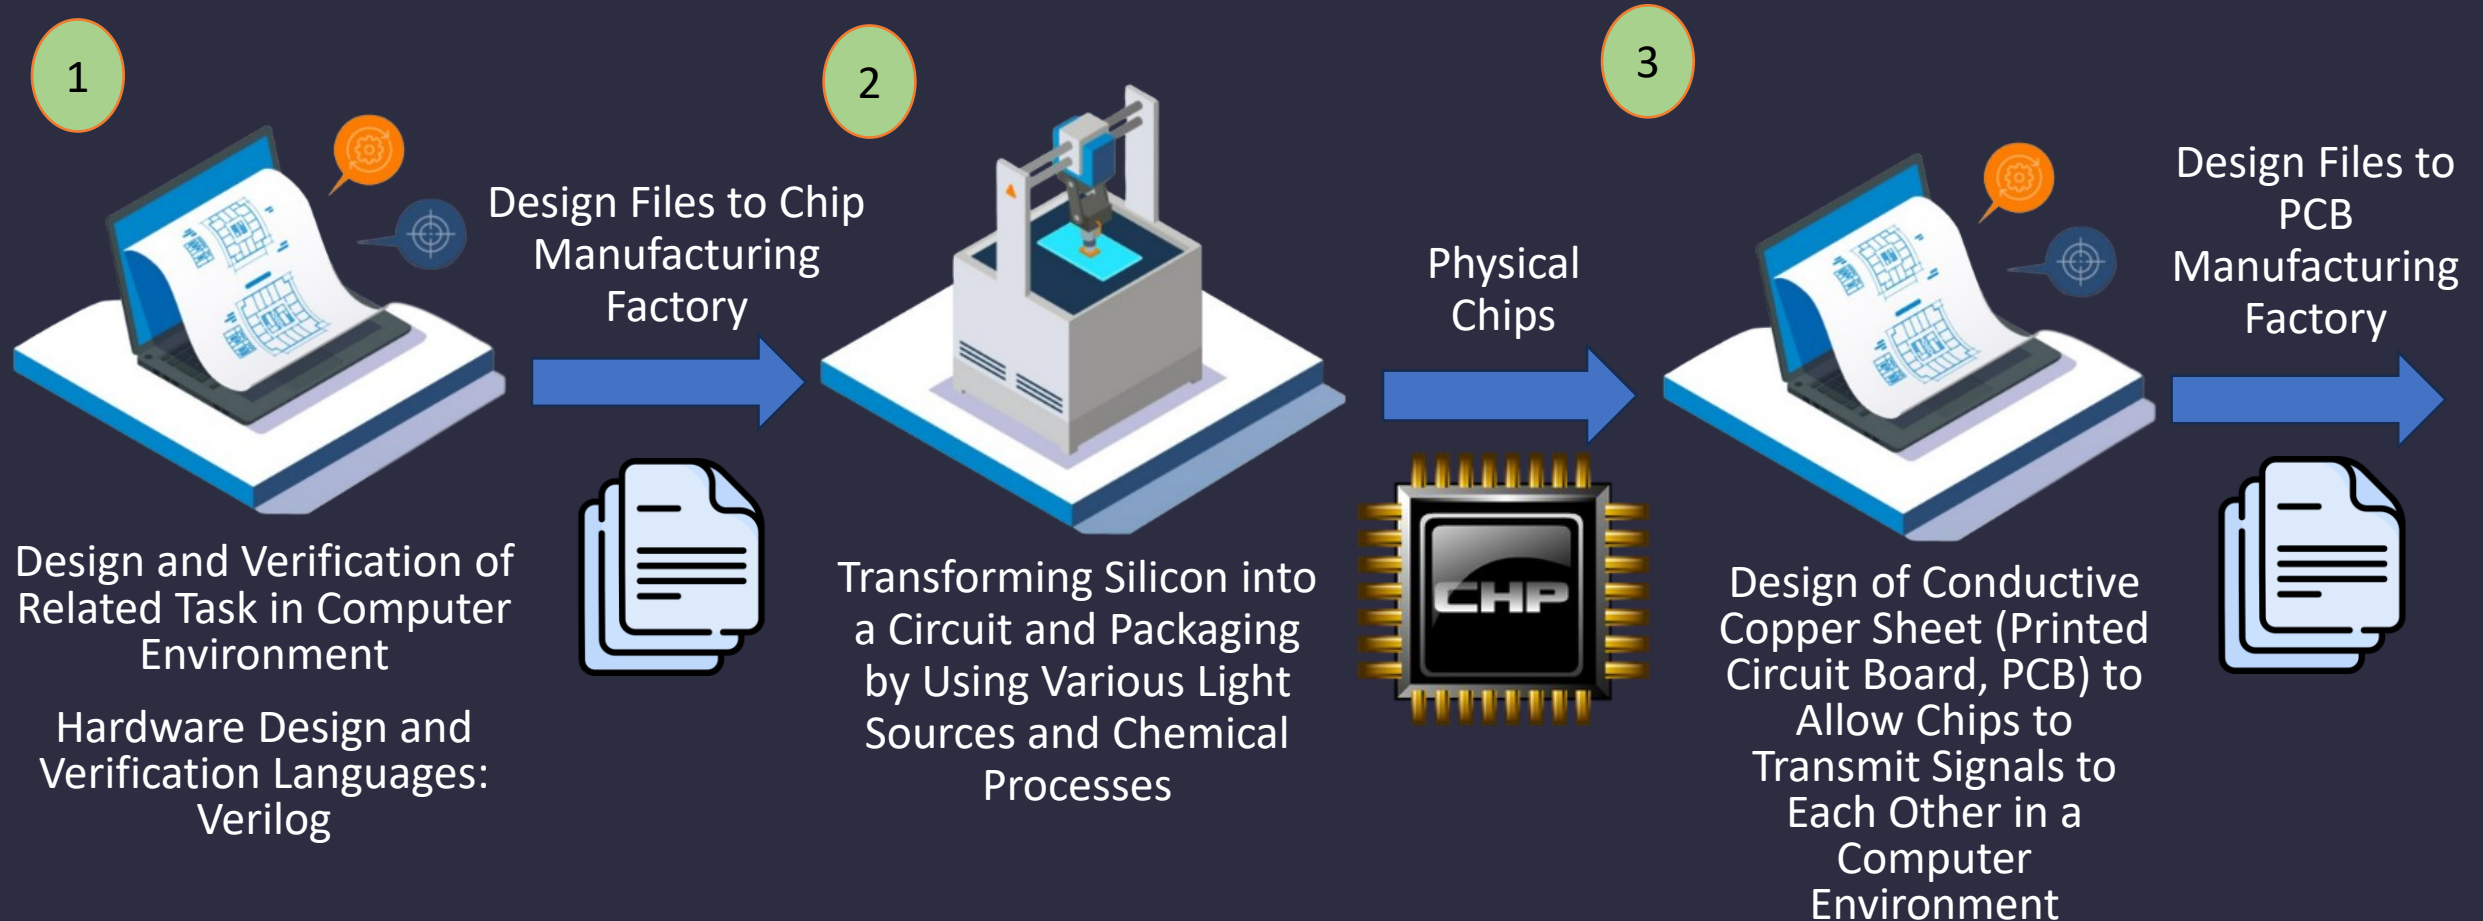 1
Design and Verification of
Related Task in Computer
Environment
Hardware Design and
Verification Languages:
Verilog
Design Files to Chip
Manufacturing
Factory
2
Transforming Silicon into
a Circuit and Packaging
by Using Various Light
Sources and Chemical
Processes
Physical
Chips
CHP
3
Design of Conductive
Copper Sheet (Printed
Circuit Board, PCB) to
Allow Chips to
Transmit Signals to
Each Other in a
Computer
Environment
Design Files to
PCB
Manufacturing
Factory